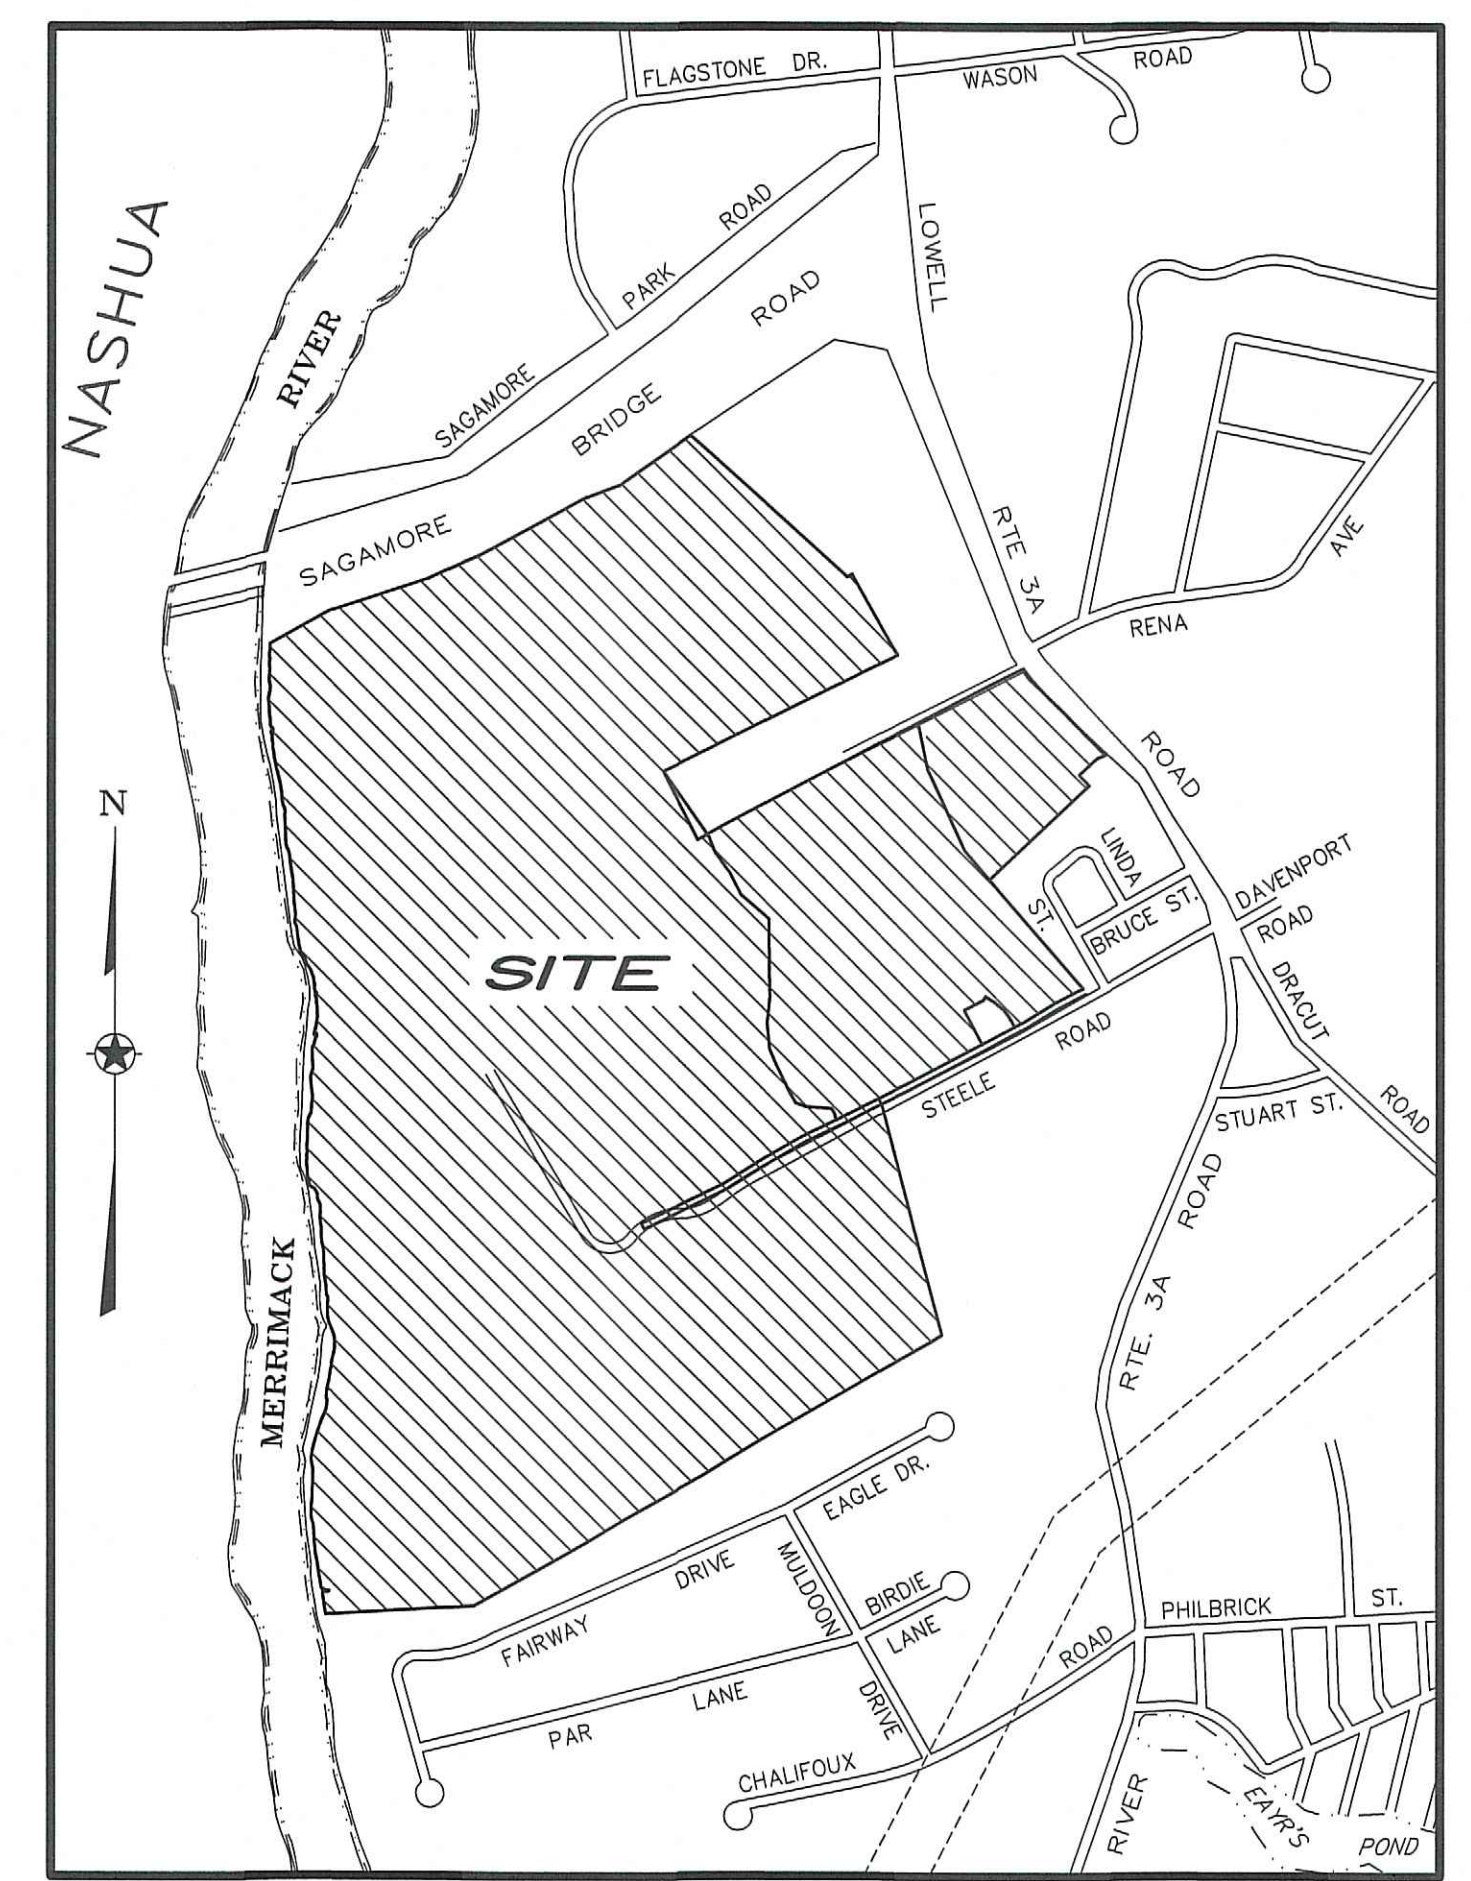 FLAGSTONE DR.
WASON ROAD
NASHUA
RIVER
SAGAMORE PARK ROAD
SAGAMORE BRIDGE ROAD
LOWELL
RTE 3A
ROAD
RENA AVE
N
SITE
LINDA ST.
BRUCE ST.
DAVENPORT
ROAD
DRACUT
ROAD
STEELE ROAD
STUART ST.
MERRIMACK
ROAD
RTE. 3A
EAGLE DR.
FAIRWAY DRIVE
MULDOON
DRIVE
BIRDIE
LANE
PAR LANE
CHALIFOUX
ROAD
PHILBRICK ST.
RIVER
EAYR'S
POND